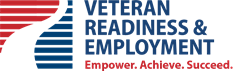 VETERAN
READINESS &
EMPLOYMENT
Empower. Achieve. Succeed.